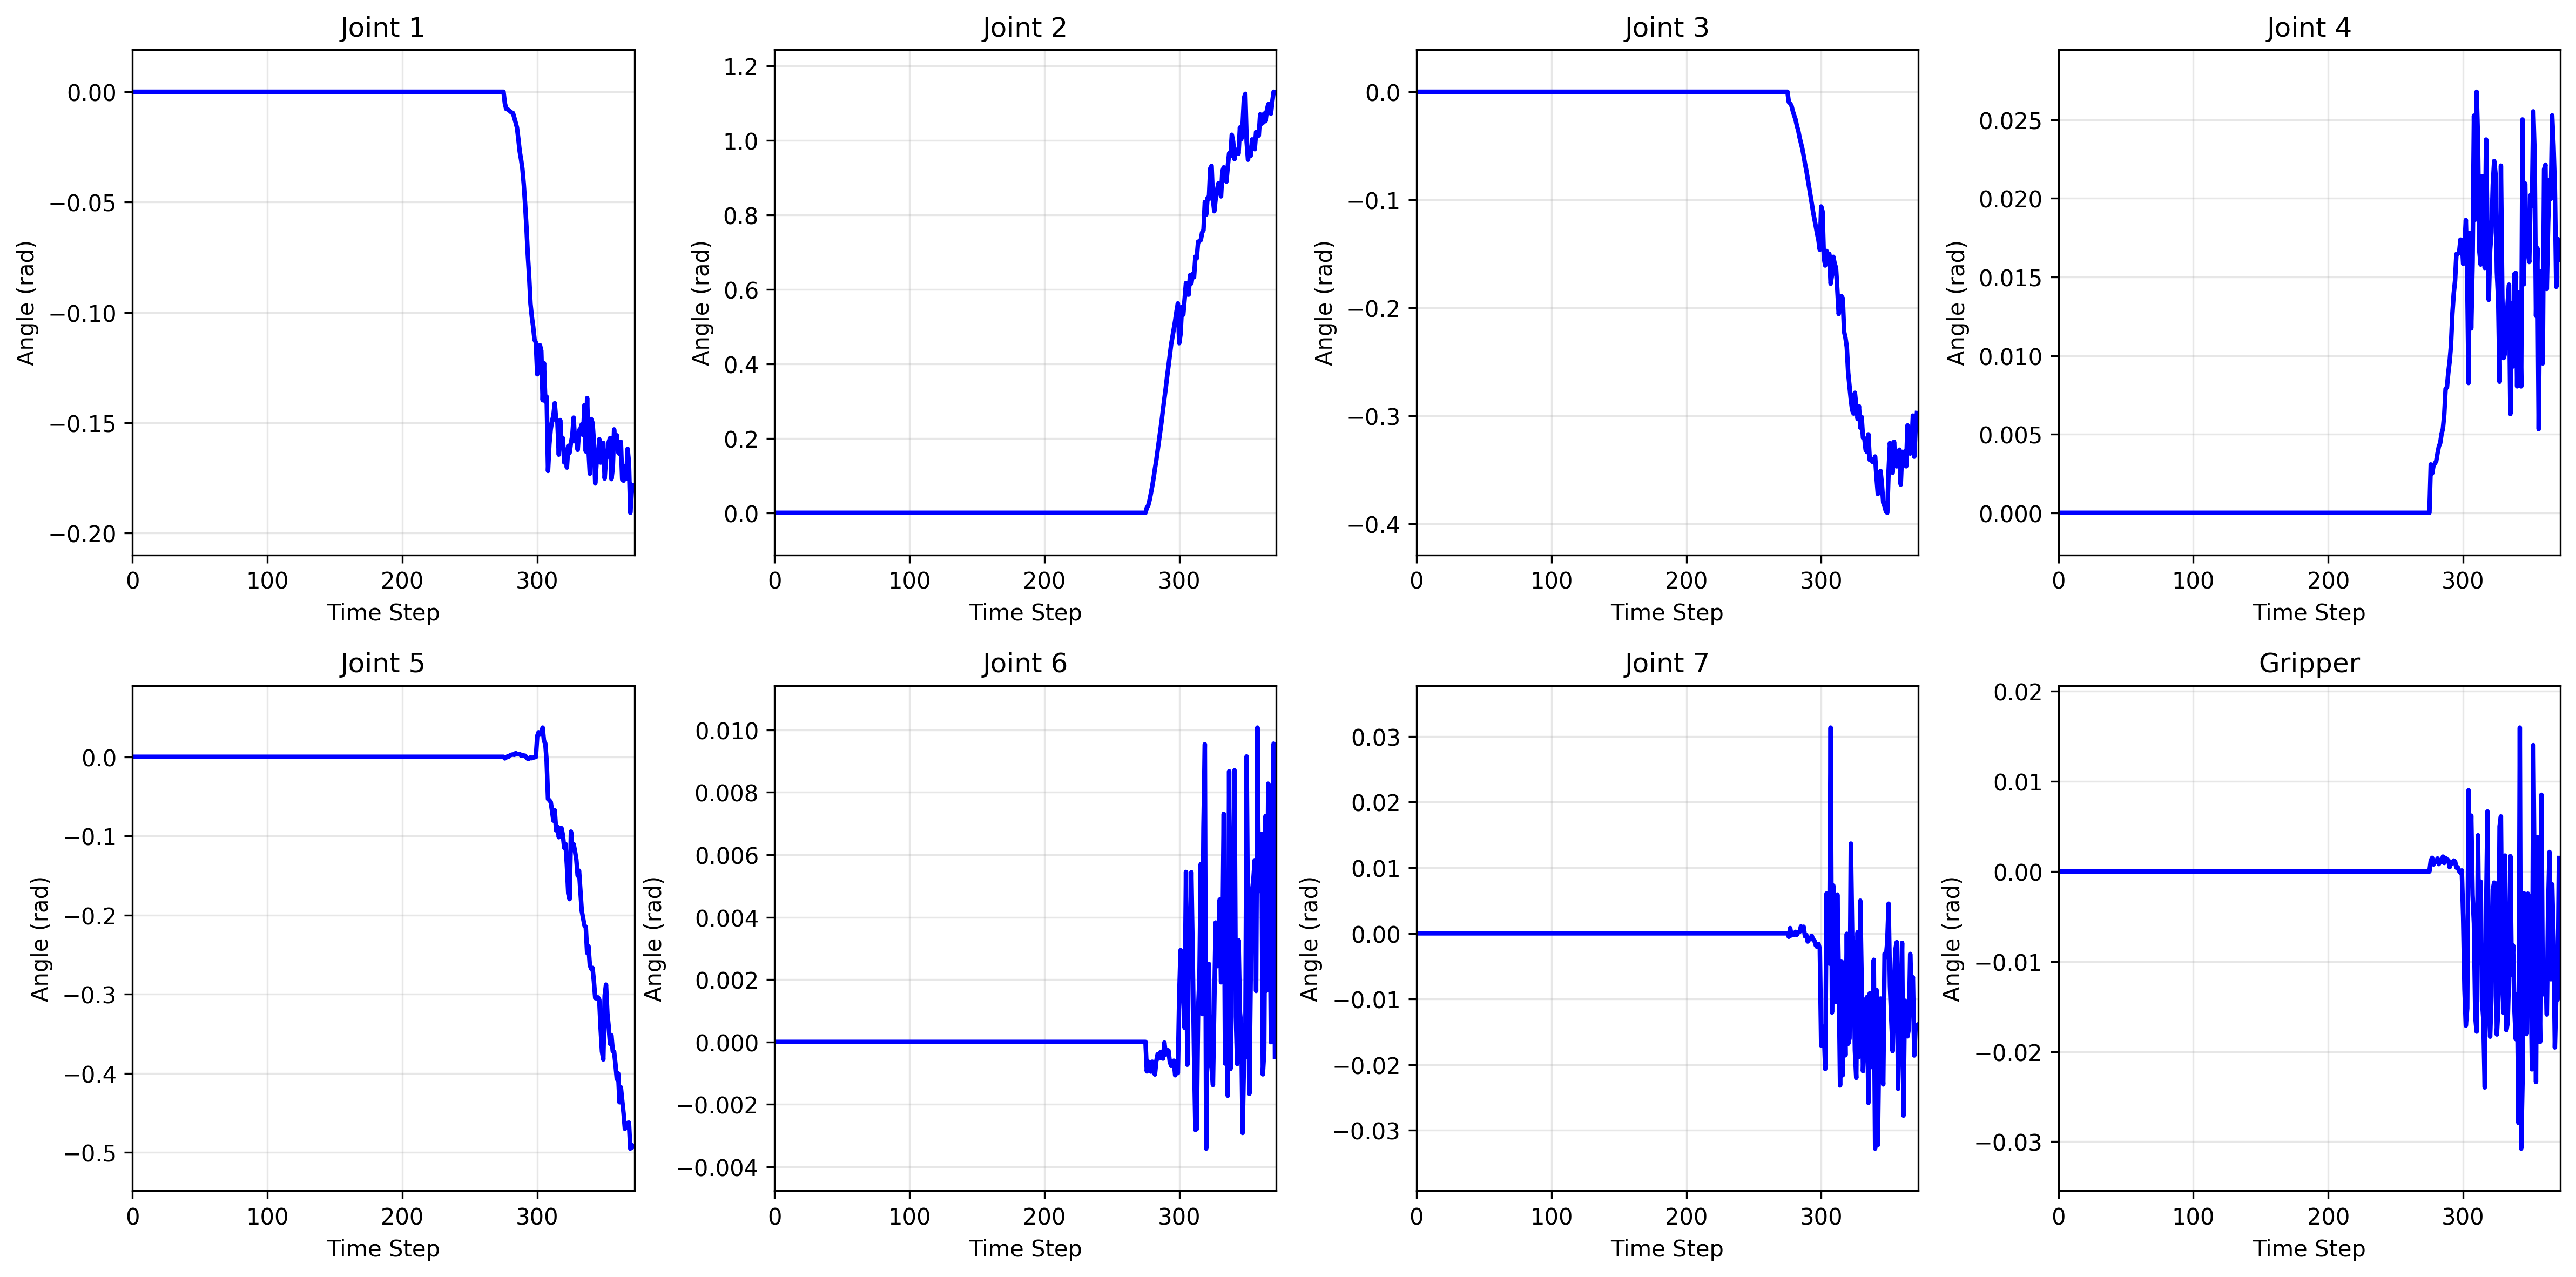 Joint 1
Joint 2
Joint 3
Joint 4
0.00
−0.05
−0.10
−0.15
−0.20
Angle (rad)
0 100 200 300
Time Step
1.2
1.0
0.8
0.6
0.4
0.2
0.0
Angle (rad)
0 100 200 300
Time Step
0.0
−0.1
−0.2
−0.3
−0.4
Angle (rad)
0 100 200 300
Time Step
0.025
0.020
0.015
0.010
0.005
0.000
Angle (rad)
0 100 200 300
Time Step
Joint 5
Joint 6
Joint 7
Gripper
0.0
−0.1
−0.2
−0.3
−0.4
−0.5
Angle (rad)
0 100 200 300
Time Step
0.010
0.008
0.006
0.004
0.002
0.000
−0.002
−0.004
Angle (rad)
0 100 200 300
Time Step
0.03
0.02
0.01
0.00
−0.01
−0.02
−0.03
Angle (rad)
0 100 200 300
Time Step
0.02
0.01
0.00
−0.01
−0.02
−0.03
Angle (rad)
0 100 200 300
Time Step